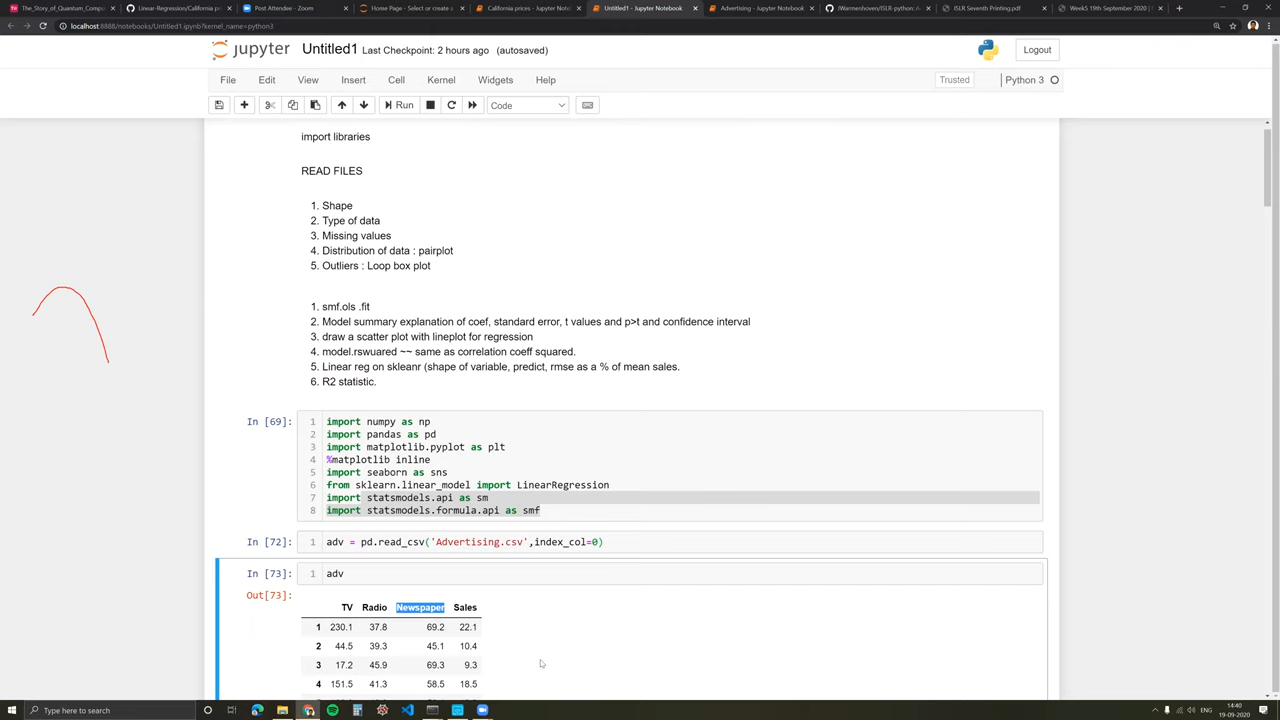 The_Story_of_Quantum_Compu
Linear-Regression/California pri
Post Attendee - Zoom
Home Page - Select or create a
California prices - Jupyter Note
Untitled1 - Jupyter Notebook
Advertising - Jupyter Notebook
JWarmenhoven/ISLR-python:
ISLR Seventh Printing.pdf
Week5 19th September 2020 |
localhost:8888/notebooks/Untitled1.ipynb?kernel_name=python3
jupyter Untitled1 Last Checkpoint: 2 hours ago (autosaved)
Logout
File Edit View Insert Cell Kernel Widgets Help
Trusted
Python 3
Run
Code
import libraries
READ FILES
1. Shape
2. Type of data
3. Missing values
4. Distribution of data : pairplot
5. Outliers : Loop box plot
1. smf.ols .fit
2. Model summary explanation of coef, standard error, t values and p>t and confidence interval
3. draw a scatter plot with lineplot for regression
4. model.rswuared ~~ same as correlation coeff squared.
5. Linear reg on skleanr (shape of variable, predict, rmse as a % of mean sales.
6. R2 statistic.
In [69]:
1 import numpy as np
2 import pandas as pd
3 import matplotlib.pyplot as plt
4 %matplotlib inline
5 import seaborn as sns
6 from sklearn.linear_model import LinearRegression
7 import statsmodels.api as sm
8 import statsmodels.formula.api as smf
In [72]: 1 adv = pd.read_csv('Advertising.csv',index_col=0)
In [73]: 1 adv
Out[73]:
TV Radio Newspaper Sales
1 230.1 37.8 69.2 22.1
2 44.5 39.3 45.1 10.4
3 17.2 45.9 69.3 9.3
4 151.5 41.3 58.5 18.5
Type here to search
ENG
14:40
19-09-2020